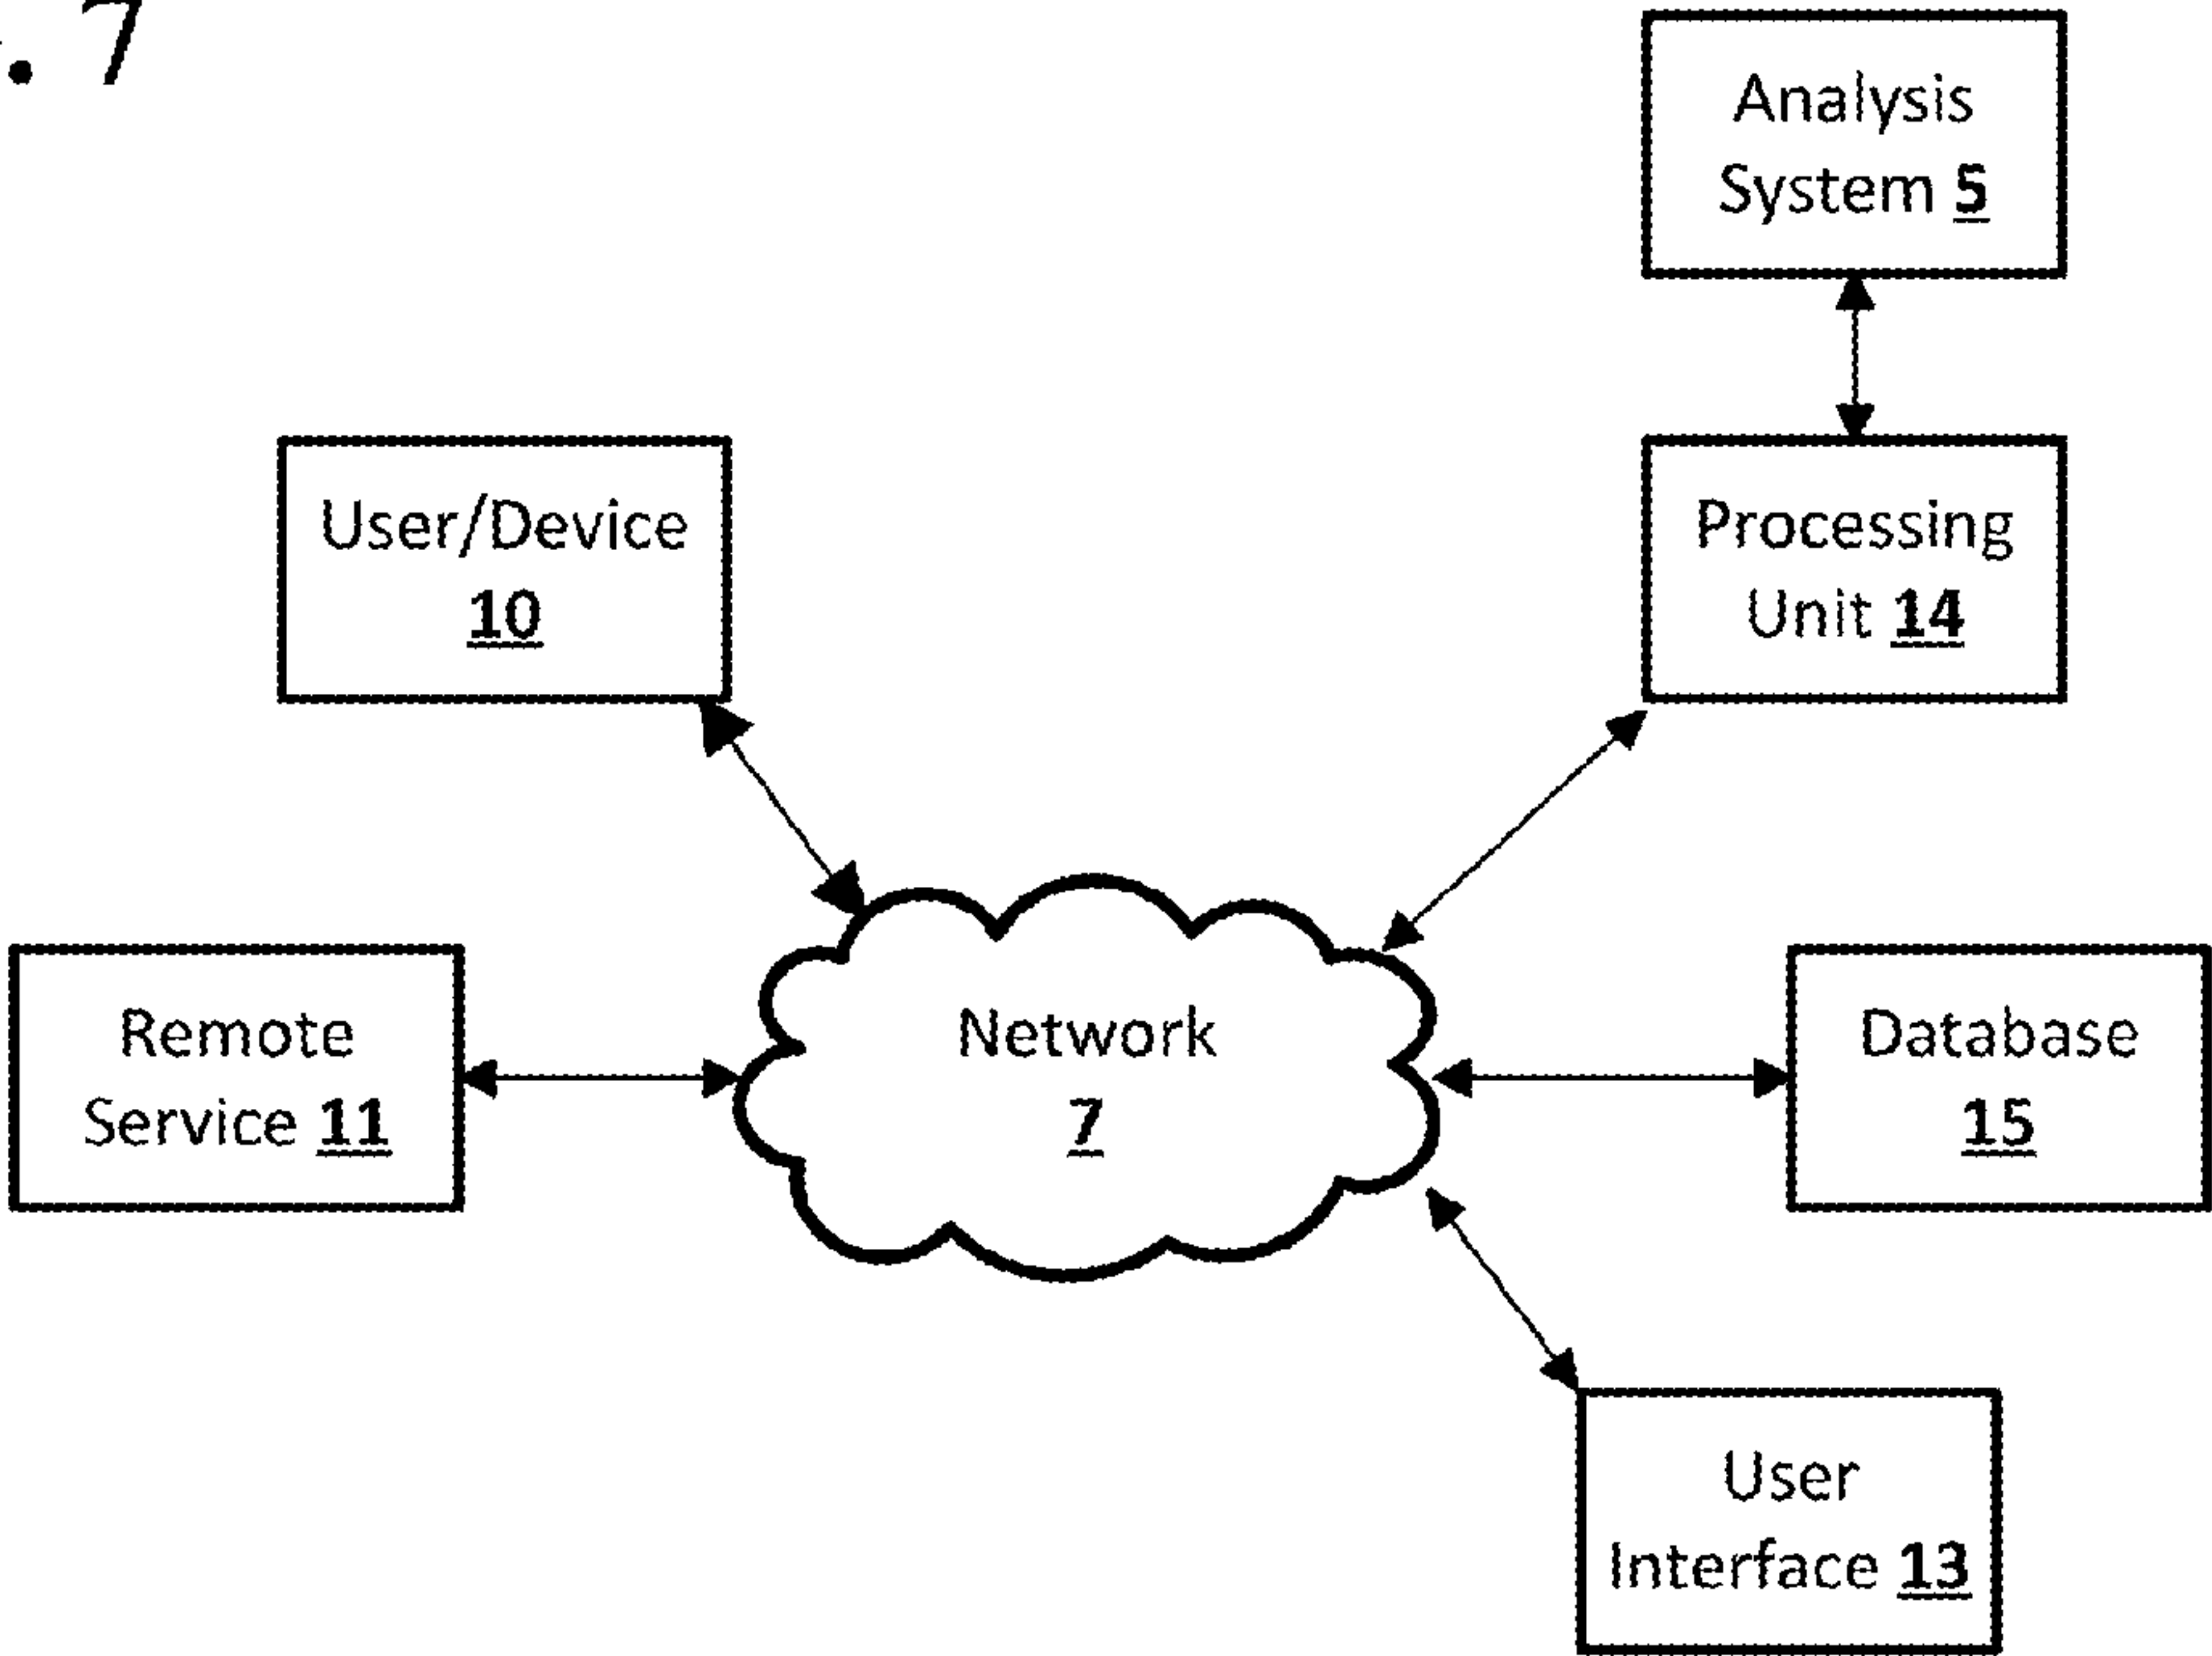 . 7
Analysis
System 5
User/Device
10
Processing
Unit 14
Remote
Service 11
Network
7
Database
15
User
Interface 13